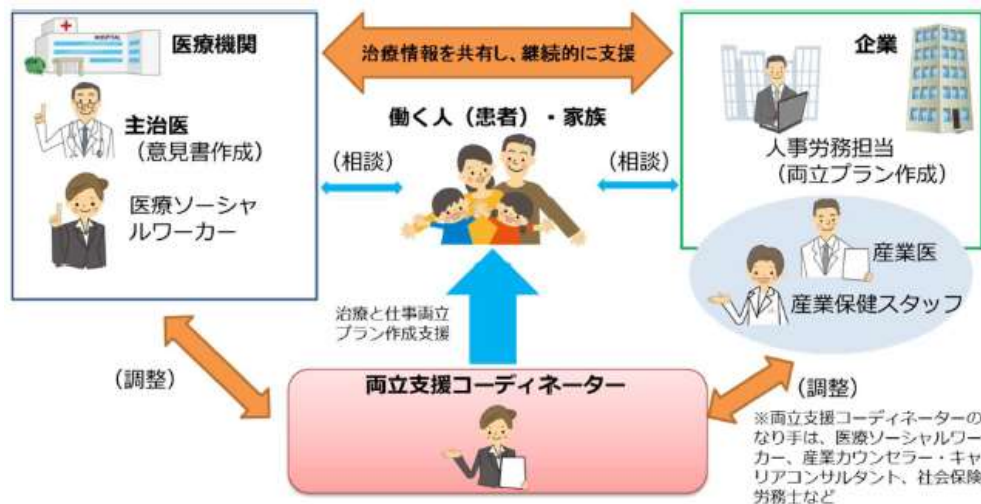 医療機関
HOSPITAL
主治医
（意見書作成）
医療ソーシャ
ルワーカー
治療情報を共有し、継続的に支援
働く人（患者）・家族
（相談）
（相談）
企業
人事労務担当
（両立プラン作成）
産業医
産業保健スタッフ
治療と仕事両立
プラン作成支援
（調整）
両立支援コーディネーター
（調整）
※両立支援コーディネーターの
なり手は、医療ソーシャルワー
カー、産業カウンセラー・キャ
リアコンサルタント、社会保険
労務士など